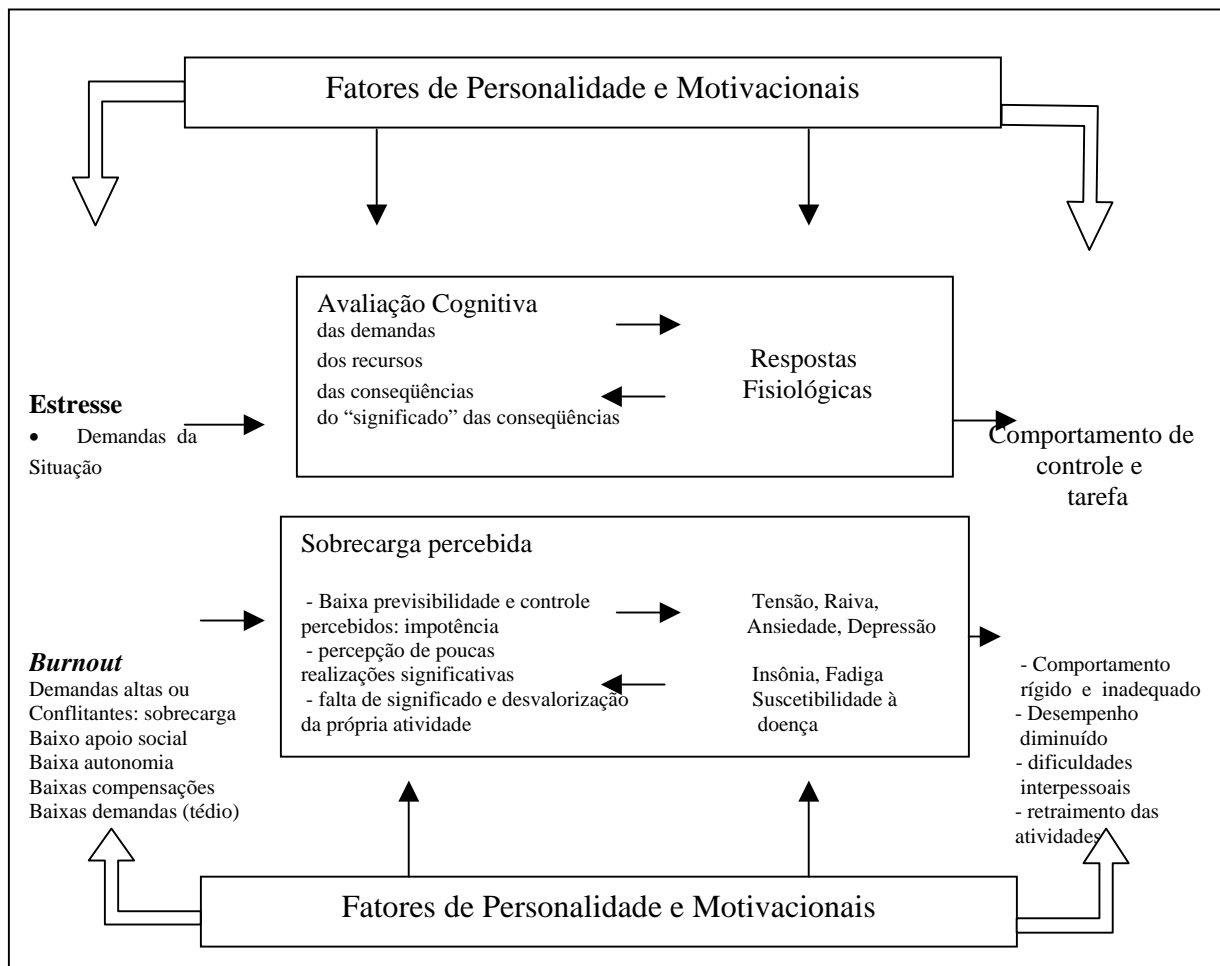 Fatores de Personalidade e Motivacionais
Avaliação Cognitiva
das demandas
dos recursos
das conseqüências
do “significado” das conseqüências
Respostas
Fisiológicas
Estresse
• Demandas da
Situação
Comportamento de
controle e
tarefa
Sobrecarga percebida
- Baixa previsibilidade e controle
percebidos: impotência
- percepção de poucas
realizações significativas
- falta de significado e desvalorização
da própria atividade
Tensão, Raiva,
Ansiedade, Depressão
Insônia, Fadiga
Suscetibilidade à
doença
Burnout
Demandas altas ou
Conflitantes: sobrecarga
Baixo apoio social
Baixa autonomia
Baixas compensações
Baixas demandas (tédio)
- Comportamento
rígido e inadequado
- Desempenho
diminuído
- dificuldades
interpessoais
- retraimento das
atividades
Fatores de Personalidade e Motivacionais